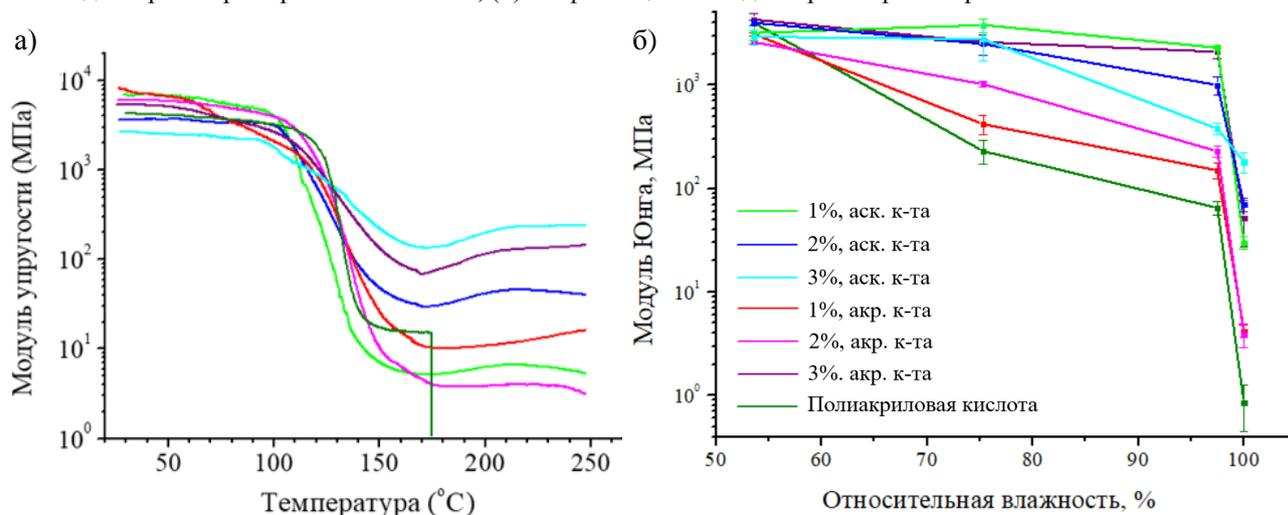 а)
Модуль упругости (МПа)
10⁴
10³
10²
10¹
10⁰
50
100
150
200
250
Температура (°C)
б)
Модуль Юнга, МПа
10³
10²
10¹
10⁰
1%, аск. к-та
2%, аск. к-та
3%, аск. к-та
1%, акр. к-та
2%, акр. к-та
3%. акр. к-та
Полиакриловая кислота
50
60
70
80
90
100
Относительная влажность, %